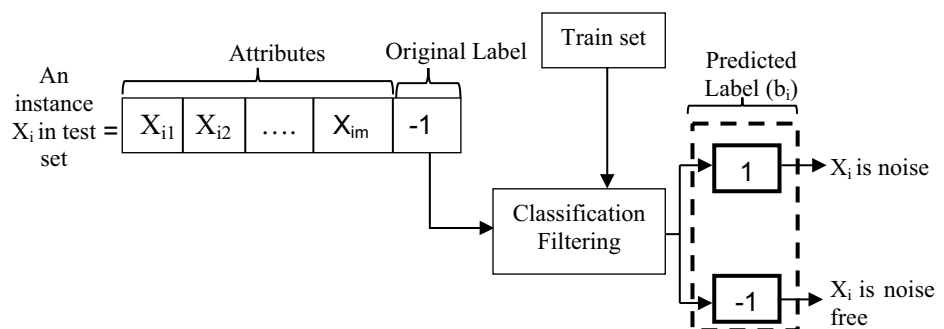 An
instance
Xi in test
set
=
Attributes
Original Label
Xi1 Xi2 …. Xim -1
Train set
Classification
Filtering
Predicted
Label (bi)
1
-1
Xi is noise
Xi is noise
free